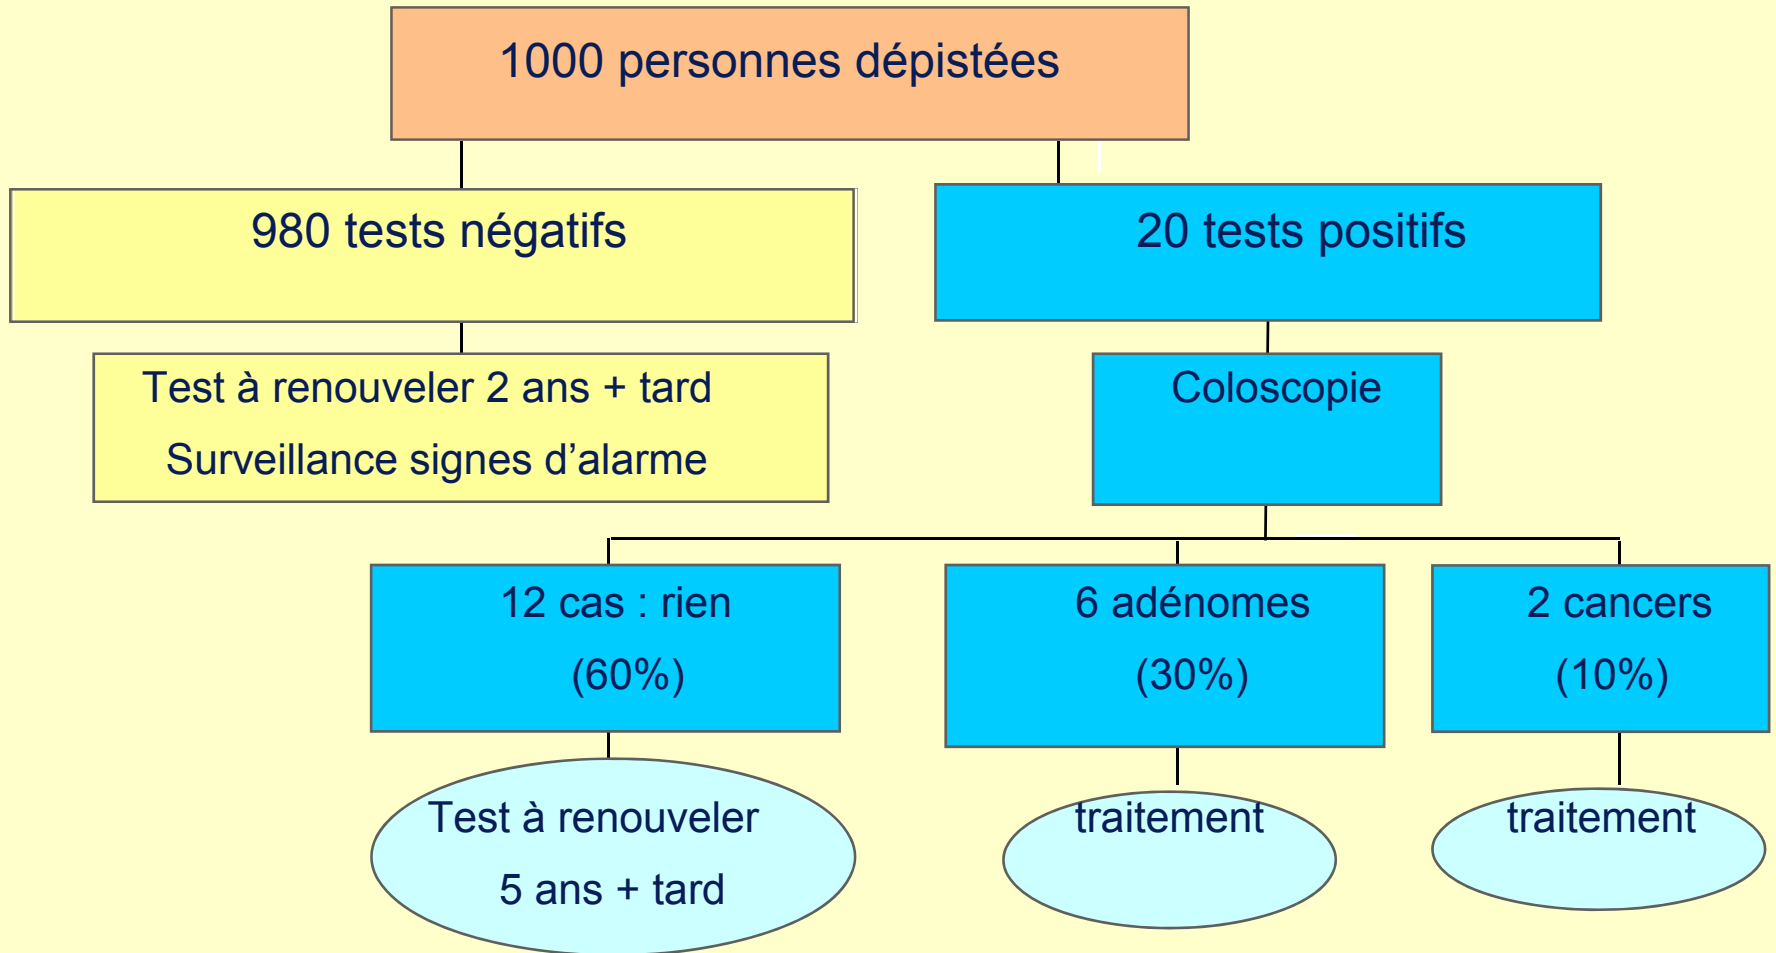 1000 personnes dépistées
980 tests négatifs
20 tests positifs
Test à renouveler 2 ans + tard
Surveillance signes d’alarme
Coloscopie
12 cas : rien
(60%)
6 adénomes
(30%)
2 cancers
(10%)
Test à renouveler
5 ans + tard
traitement
traitement